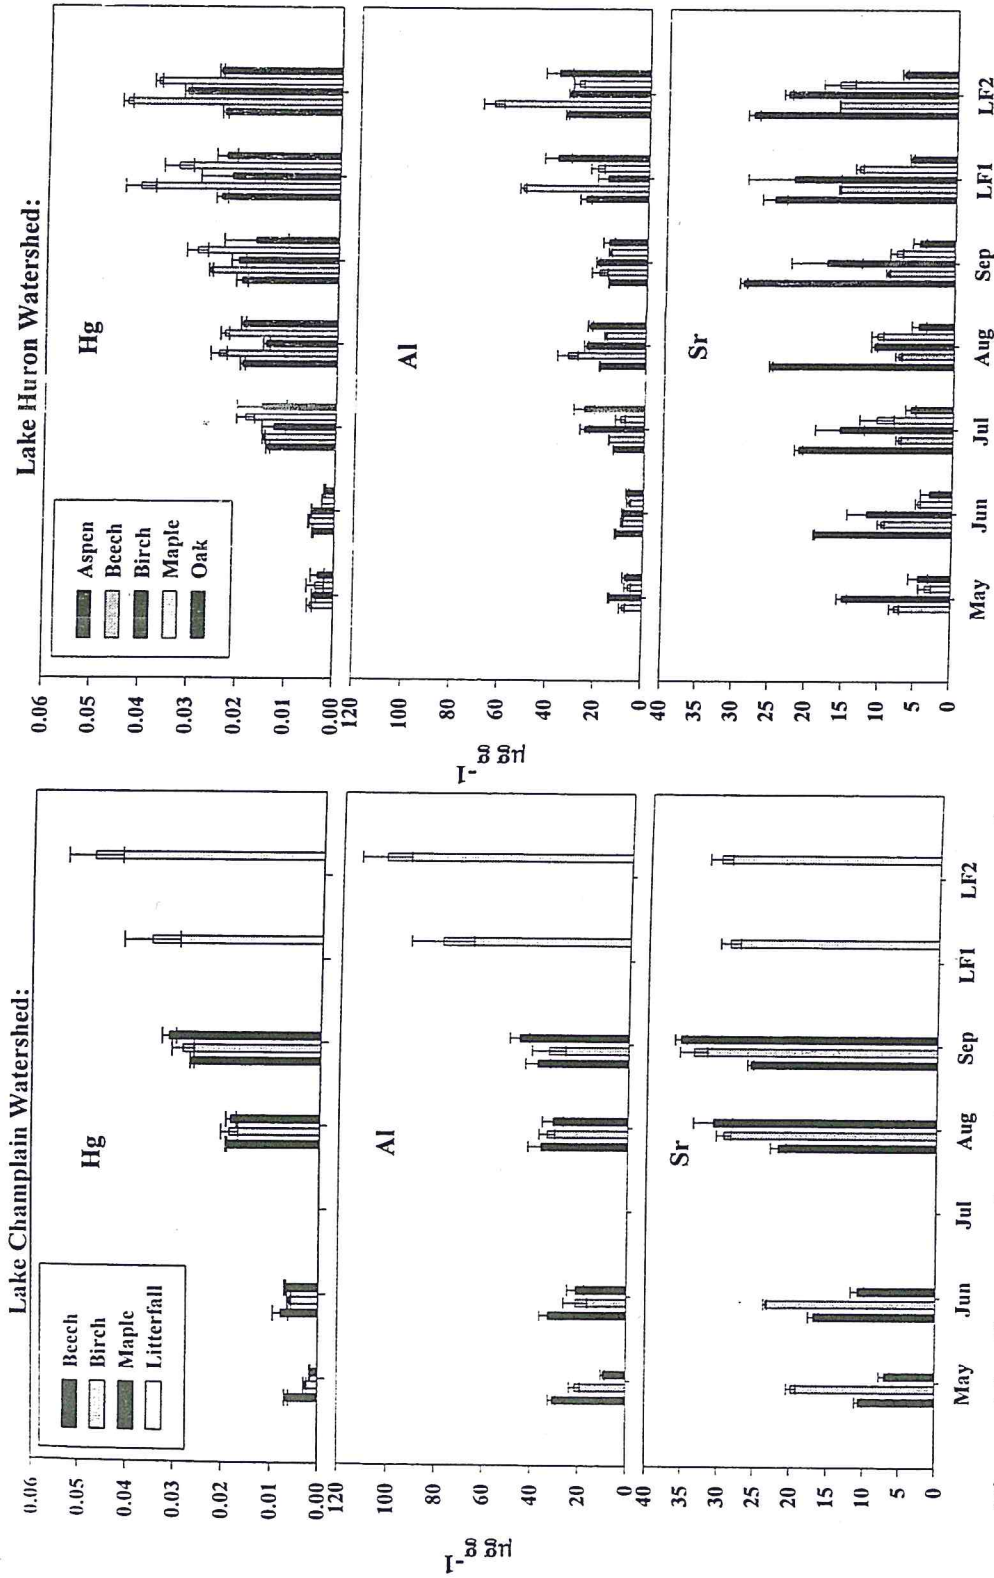 Lake Champlain Watershed:
Beech
Birch
Maple
Litterfall
Hg
0.06
0.05
0.04
0.03
0.02
0.01
0.00
Al
120
100
80
60
40
20
0
µg g-1
Sr
40
35
30
25
20
15
10
5
0
May Jun Jul Aug Sep LF1 LF2
Lake Huron Watershed:
Aspen
Beech
Birch
Maple
Oak
Hg
0.06
0.05
0.04
0.03
0.02
0.01
0.00
Al
120
100
80
60
40
20
0
µg g-1
Sr
40
35
30
25
20
15
10
5
0
May Jun Jul Aug Sep LF1 LF2